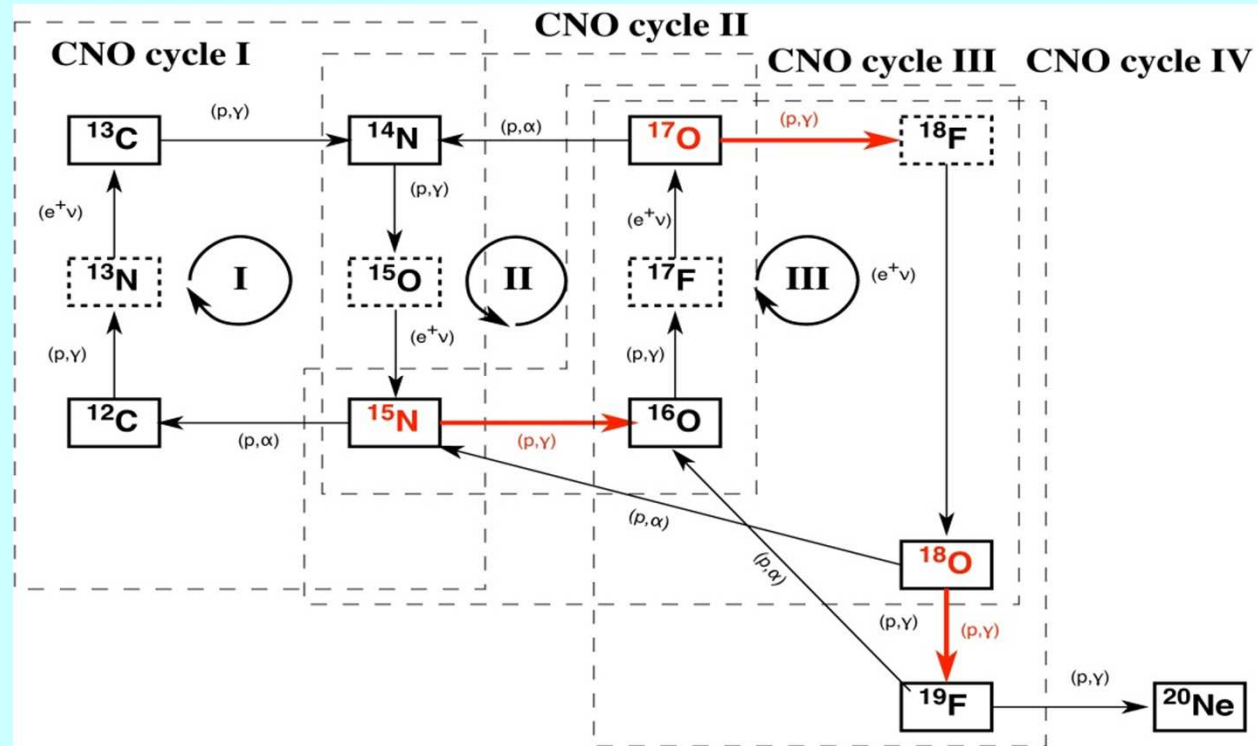 CNO cycle I
CNO cycle II
CNO cycle III
CNO cycle IV
¹³C
(p,γ)
¹⁴N
(p,α)
¹⁷O
(p,γ)
¹⁸F
(e⁺ν)
(p,γ)
(e⁺ν)
¹³N
I
¹⁵O
II
¹⁷F
III
(e⁺ν)
(p,γ)
(e⁺ν)
(p,γ)
¹²C
(p,α)
¹⁵N
(p,γ)
¹⁶O
(p,α)
(p,α)
¹⁸O
(p,γ)
(p,γ)
¹⁹F
(p,γ)
²⁰Ne